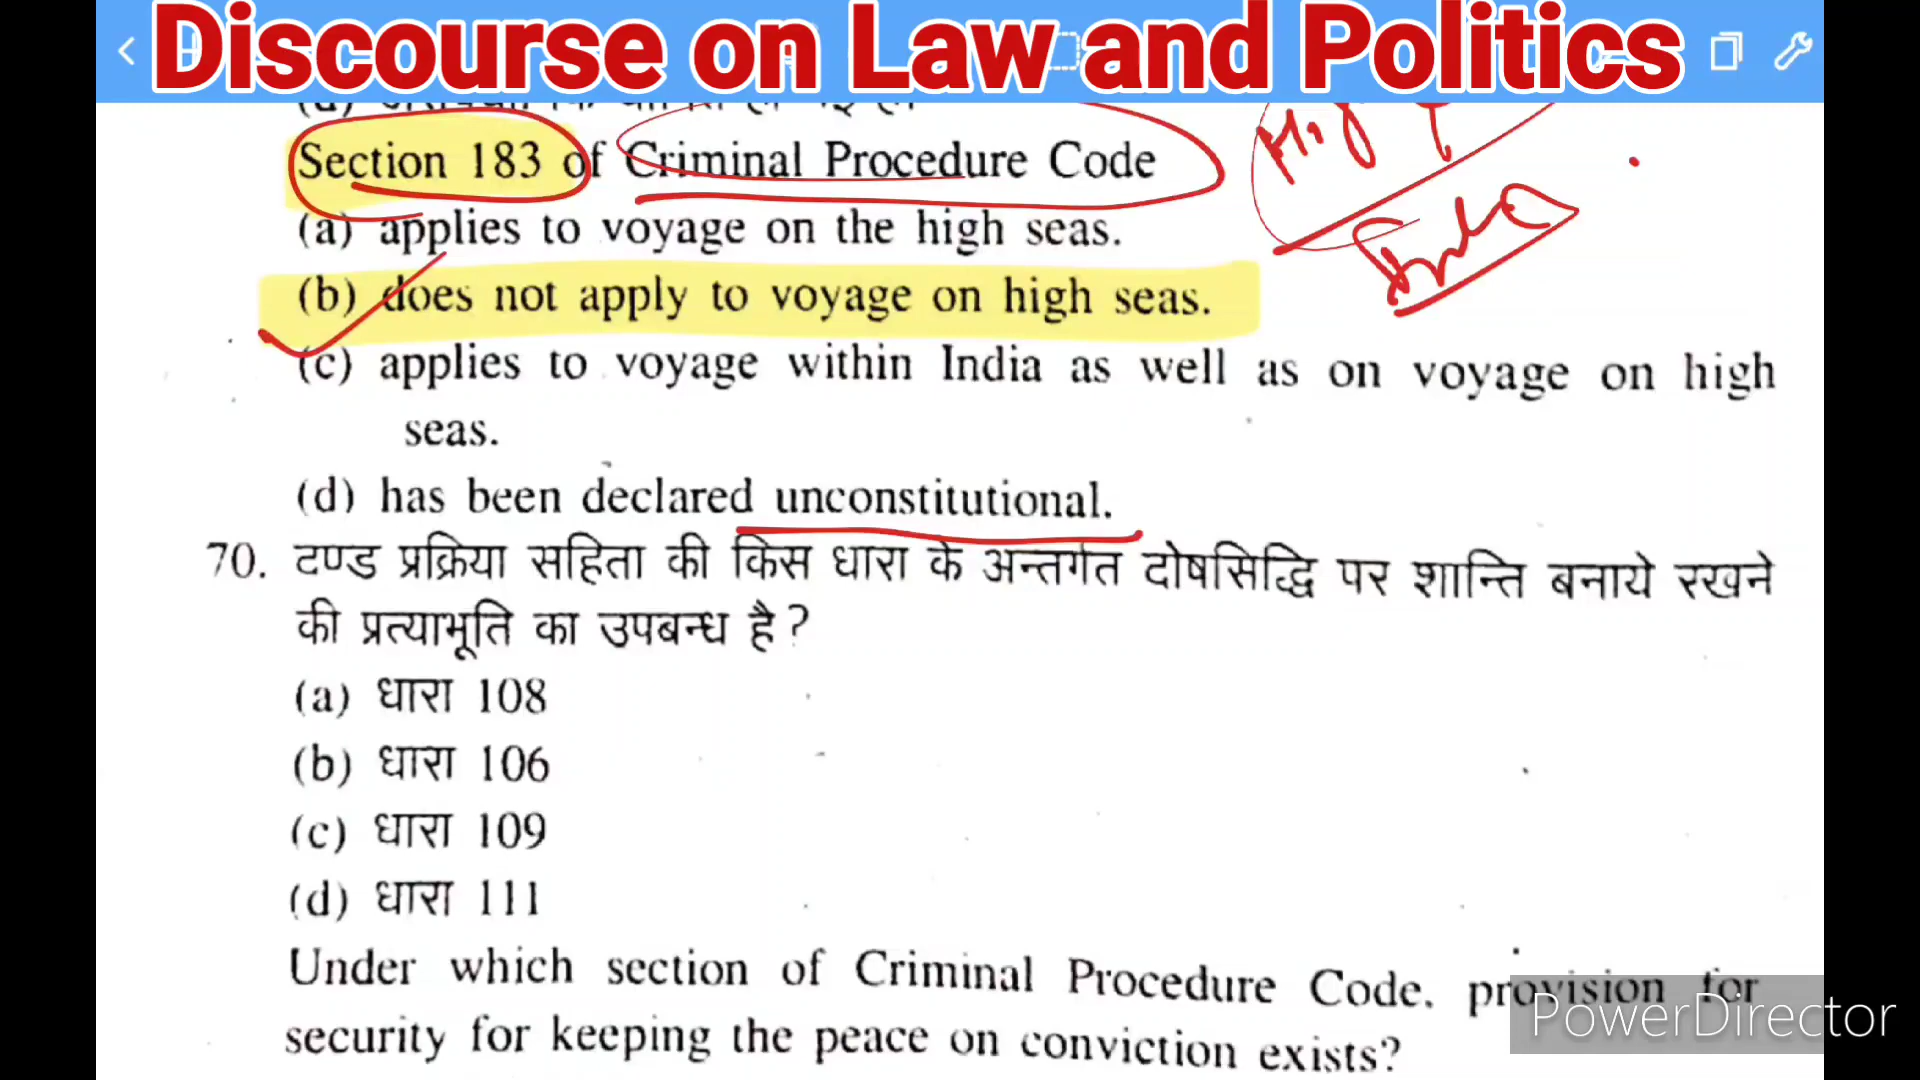 Discourse on Law and Politics
Section 183 of Criminal Procedure Code
(a) applies to voyage on the high seas.
(b) does not apply to voyage on high seas.
(c) applies to voyage within India as well as on voyage on high
seas.
(d) has been declared unconstitutional.
70. दण्ड प्रक्रिया सहिता की किस धारा के अन्तर्गत दोषसिद्धि पर शान्ति बनाये रखने
की प्रत्याभूति का उपबन्ध है?
(a) धारा 108
(b) धारा 106
(c) धारा 109
(d) धारा 111
Under which section of Criminal Procedure Code, provision for
security for keeping the peace on conviction exists?
PowerDirector